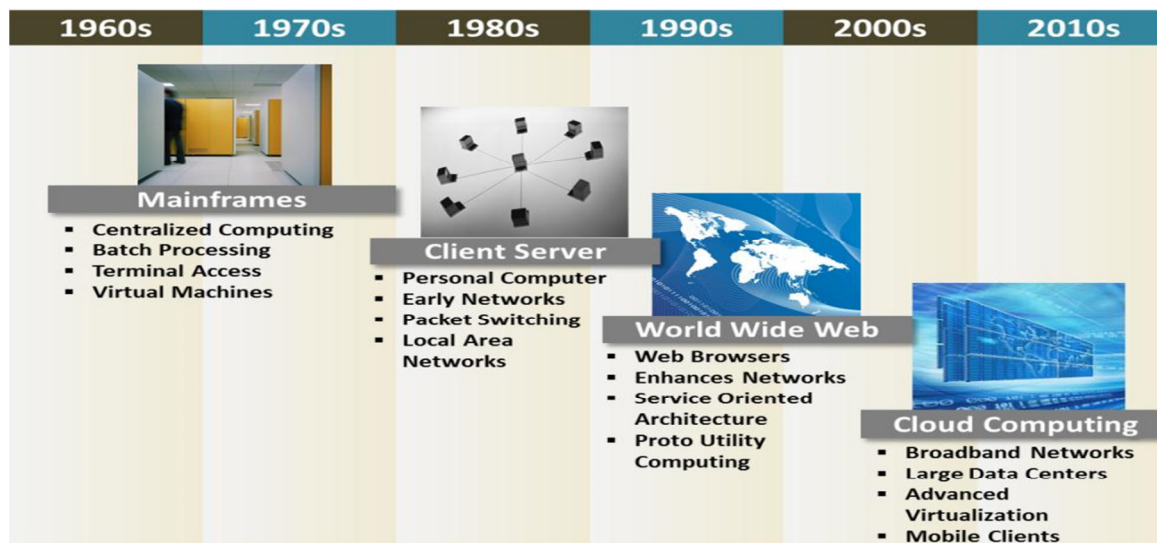 1960s 1970s 1980s 1990s 2000s 2010s
Mainframes
▪ Centralized Computing
▪ Batch Processing
▪ Terminal Access
▪ Virtual Machines
Client Server
▪ Personal Computer
▪ Early Networks
▪ Packet Switching
▪ Local Area
Networks
World Wide Web
▪ Web Browsers
▪ Enhances Networks
▪ Service Oriented
Architecture
▪ Proto Utility
Computing
Cloud Computing
▪ Broadband Networks
▪ Large Data Centers
▪ Advanced
Virtualization
▪ Mobile Clients